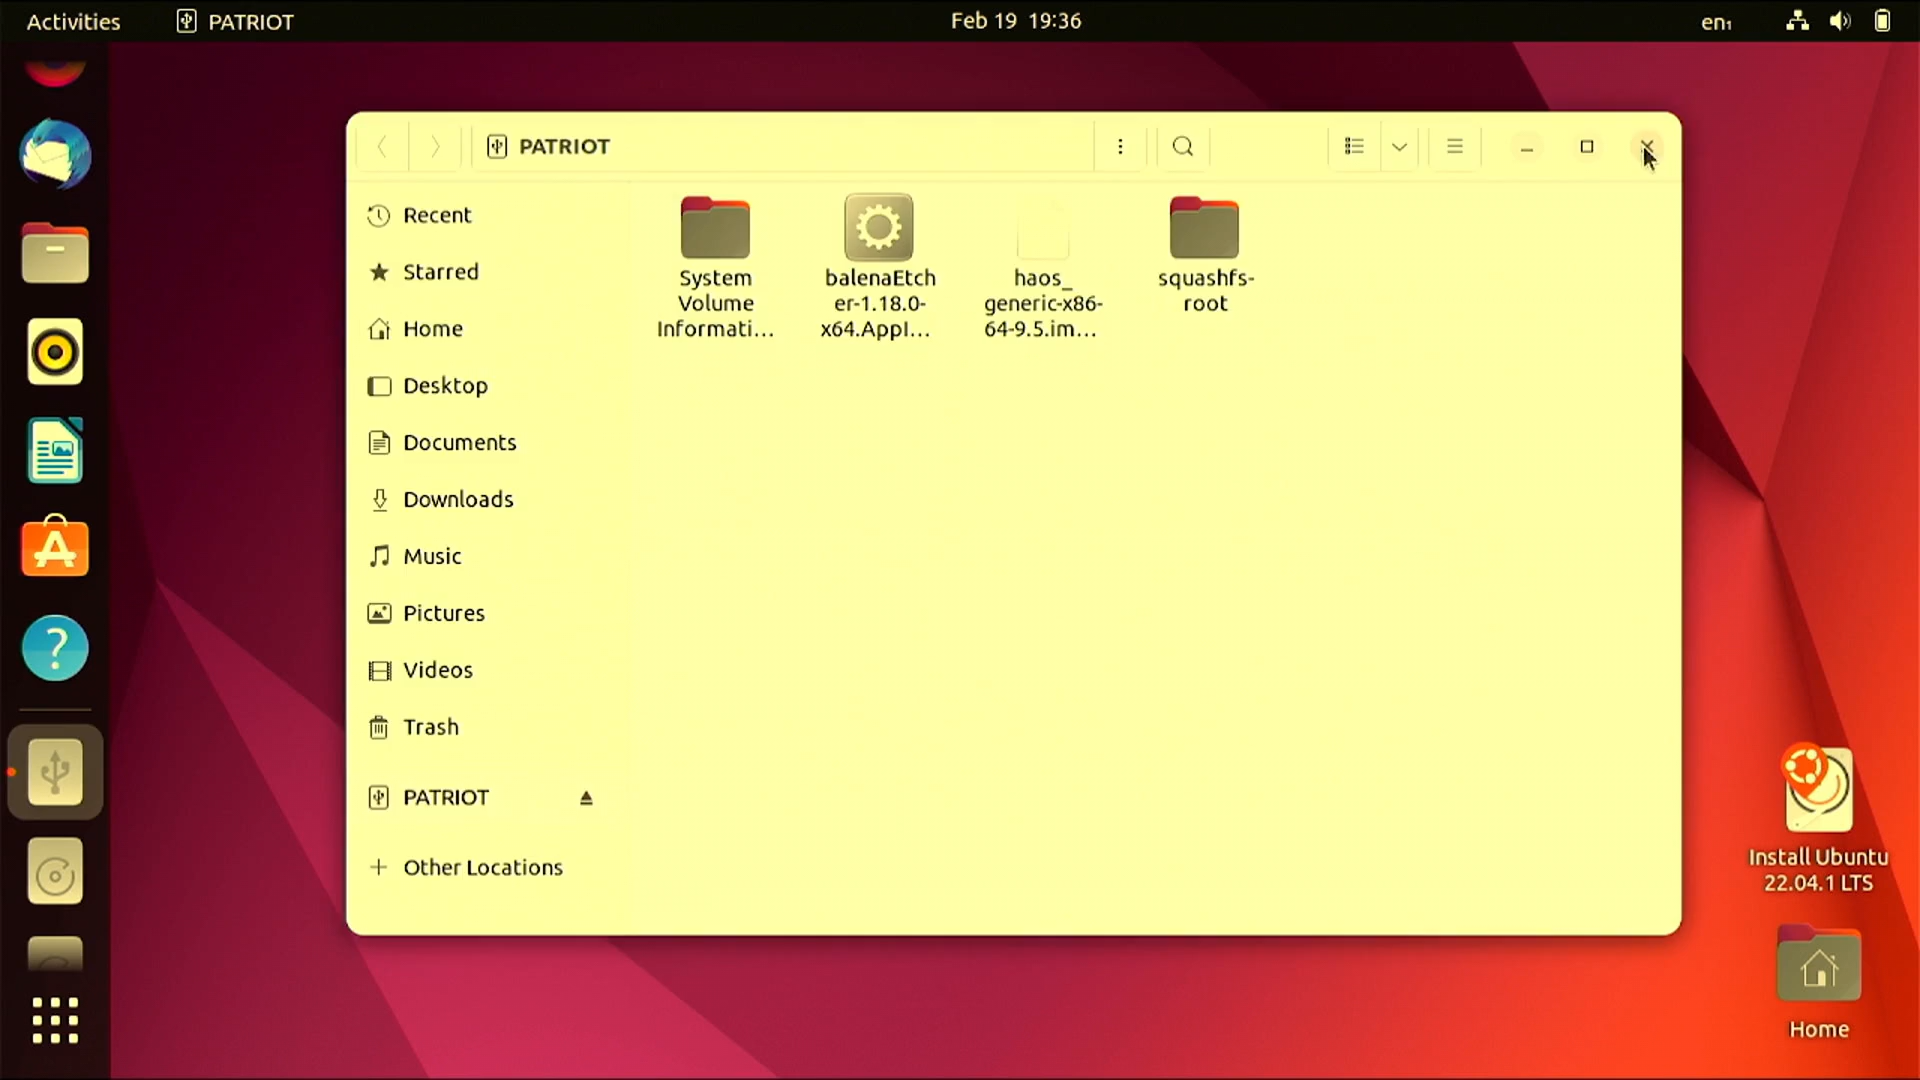 Activities
PATRIOT
Feb 19 19:36
en₁
PATRIOT
Recent
Starred
Home
Desktop
Documents
Downloads
Music
Pictures
Videos
Trash
PATRIOT
Other Locations
System
Volume
Informati...
balenaEtch
er-1.18.0-
x64.AppI...
haos_
generic-x86-
64-9.5.im...
squashfs-
root
Install Ubuntu
22.04.1 LTS
Home